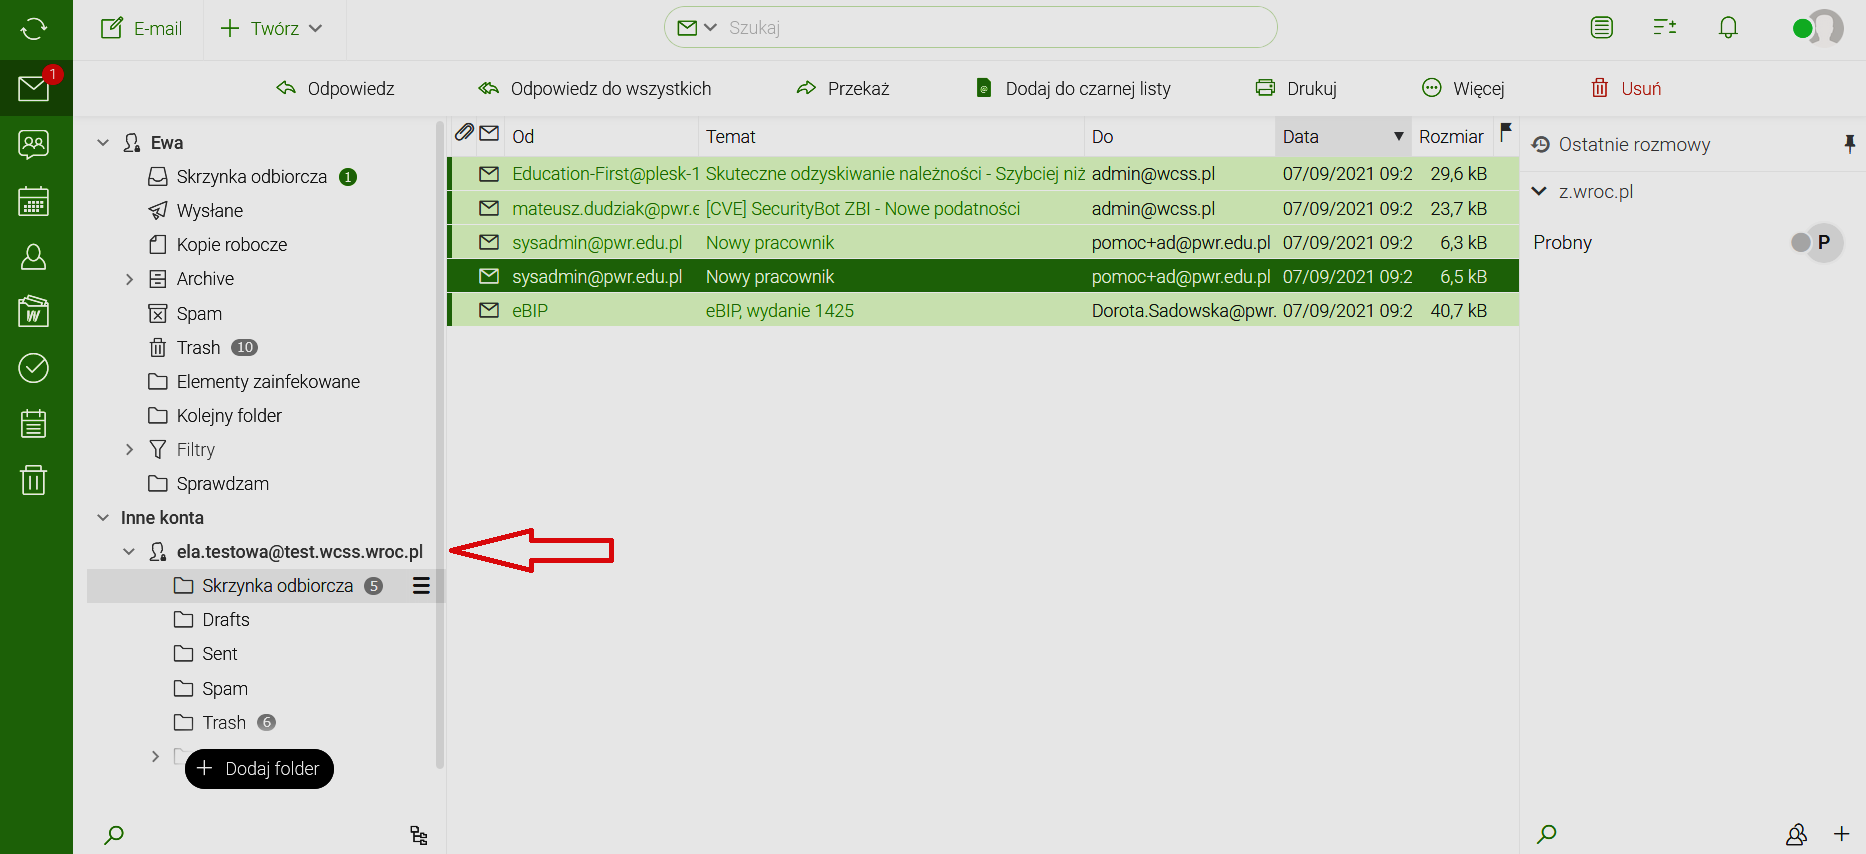 E-mail
Twórz
Szukaj
1
Odpowiedz
Odpowiedz do wszystkich
Przekaż
Dodaj do czarnej listy
Drukuj
Więcej
Usuń
Ewa
Skrzynka odbiorcza 1
Wysłane
Kopie robocze
Archive
Spam
Trash 10
Elementy zainfekowane
Kolejny folder
Filtry
Sprawdzam
Inne konta
ela.testowa@test.wcss.wroc.pl
Skrzynka odbiorcza 5
Drafts
Sent
Spam
Trash 6
Dodaj folder
Od Temat Do Data Rozmiar
Education-First@plesk-1 Skuteczne odzyskiwanie należności - Szybciej niż admin@wcss.pl 07/09/2021 09:2 29,6 kB
mateusz.dudziak@pwr.e [CVE] SecurityBot ZBI - Nowe podatności admin@wcss.pl 07/09/2021 09:2 23,7 kB
sysadmin@pwr.edu.pl Nowy pracownik pomoc+ad@pwr.edu.pl 07/09/2021 09:2 6,3 kB
sysadmin@pwr.edu.pl Nowy pracownik pomoc+ad@pwr.edu.pl 07/09/2021 09:2 6,5 kB
eBIP eBIP, wydanie 1425 Dorota.Sadowska@pwr. 07/09/2021 09:2 40,7 kB
Ostatnie rozmowy
z.wroc.pl
Probny P